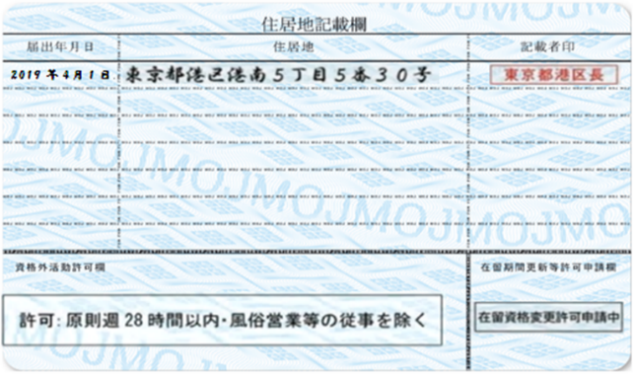 住居地記載欄
届出年月日 住居地 記載者印
2019年4月1日 東京都港区港南5丁目5番30号 東京都港区長
資格外活動許可欄 在留期間更新等許可申請欄
許可:原則週28時間以内・風俗営業等の従事を除く 在留資格変更許可申請中
MOJMOJMOJMOJMOJ